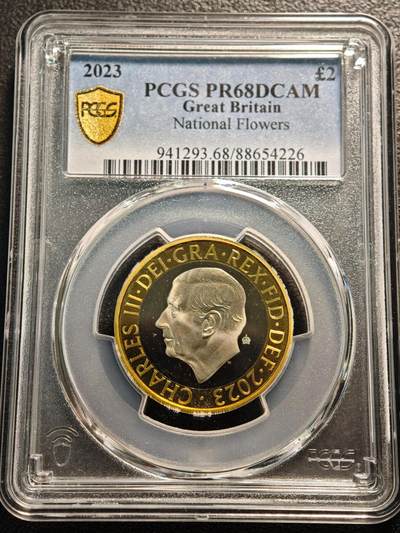 2023 £2
PCGS PR68DCAM
Great Britain
National Flowers
941293.68/88654226
PCGS
· CHARLES III · DEI · GRA · REX · FID · DEF · 2023
PCGS